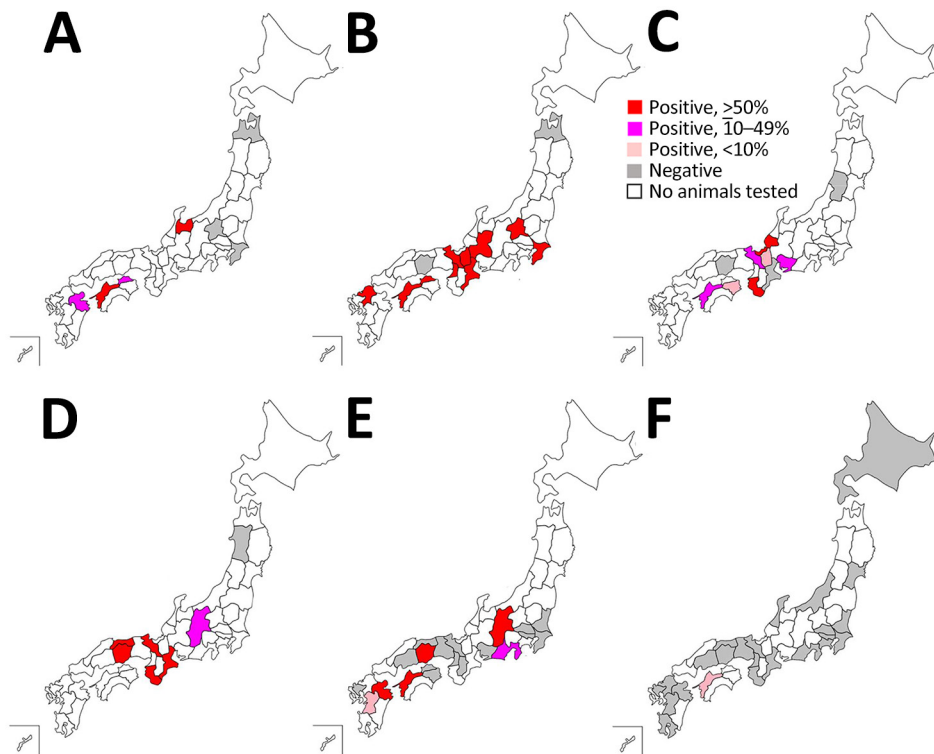 A
B
C
Positive, ≥50%
Positive, 10–49%
Positive, <10%
Negative
No animals tested
D
E
F